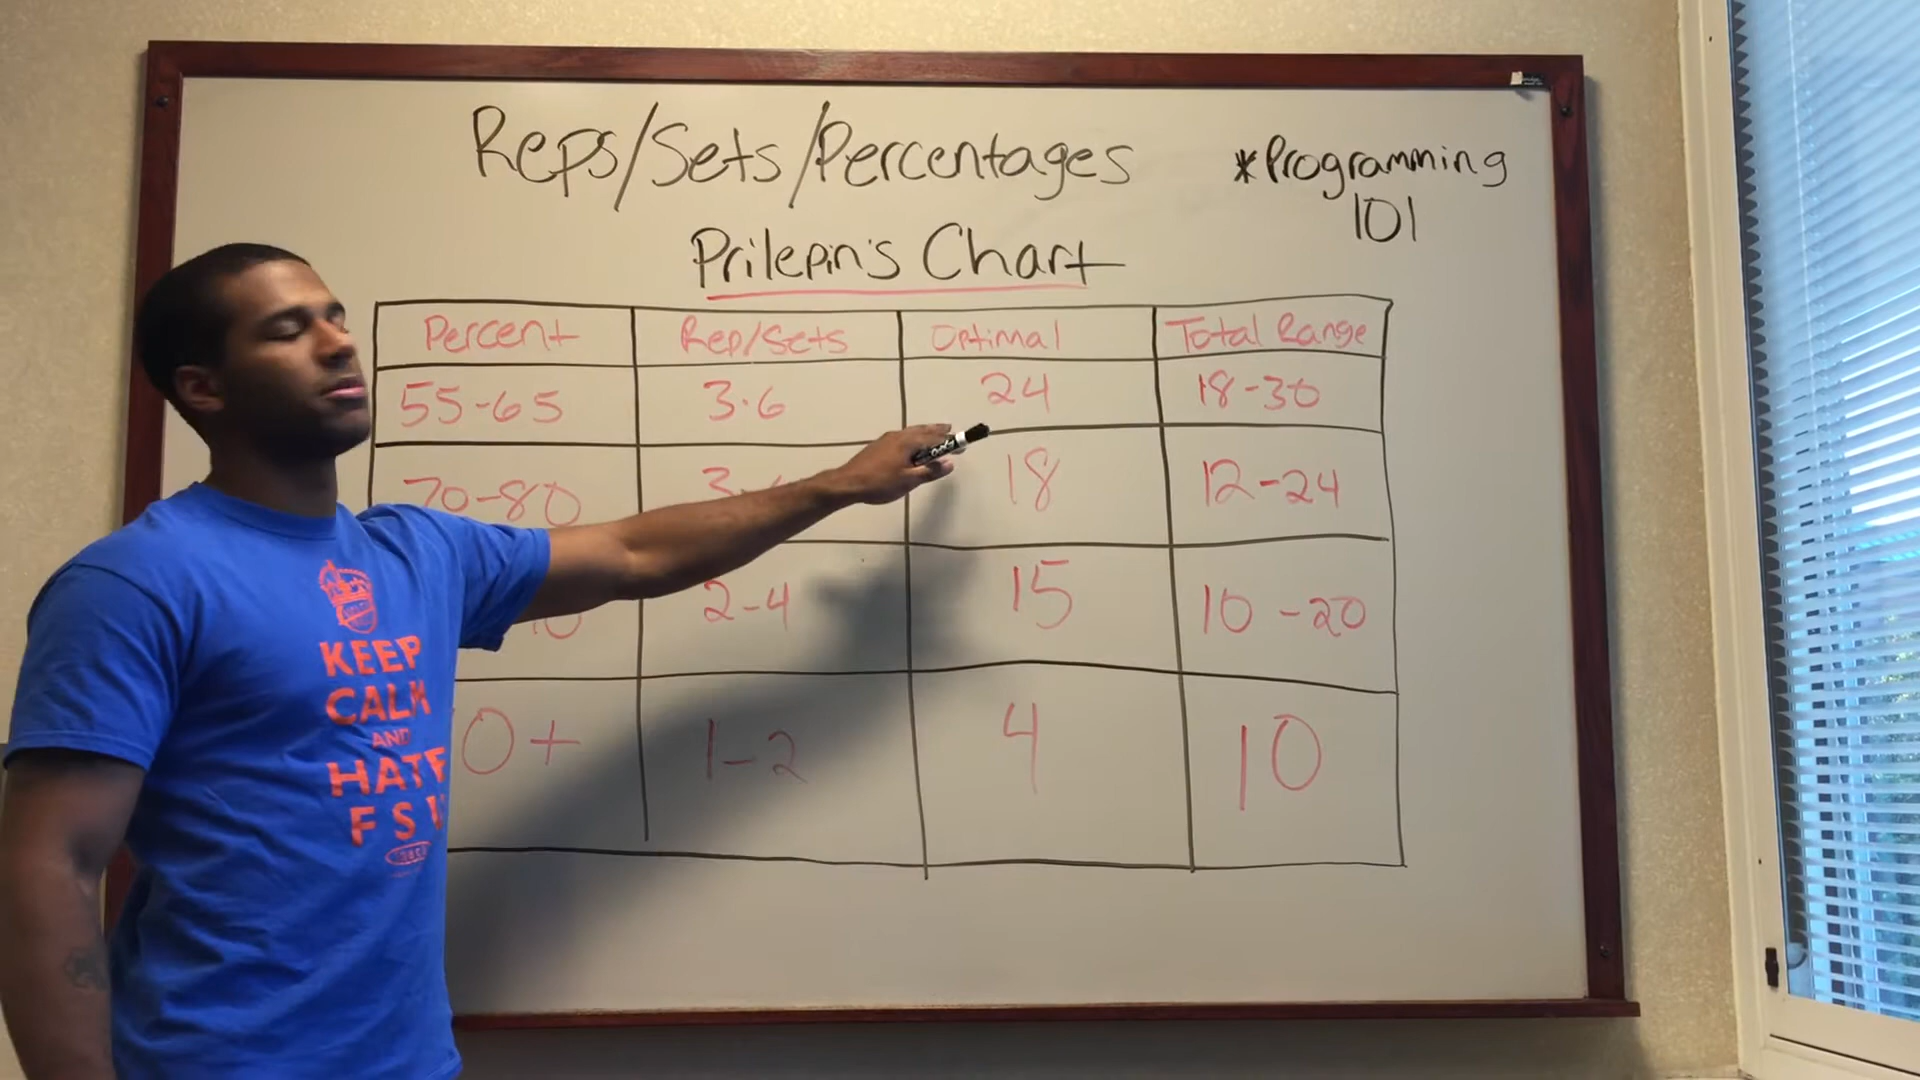 Reps/Sets/Percentages
*Programming
101
Prilepin's Chart
Percent Rep/Sets Optimal Total Range
55-65 3-6 24 18-30
70-80 3- 18 12-24
2-4 15 10-20
0+ 1-2 4 10
KEEP
CALM
AND
HATE
F S